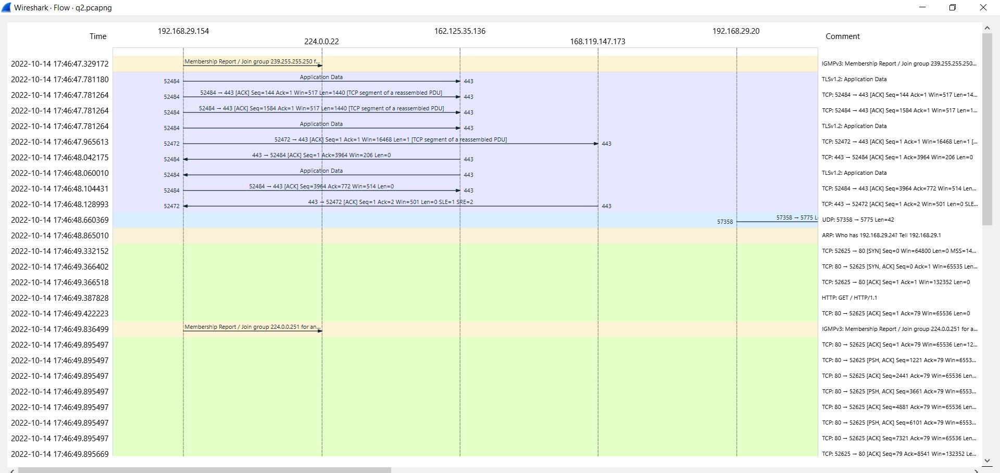 Wireshark · Flow · q2.pcapng
Time 192.168.29.154 224.0.0.22 162.125.35.136 168.119.147.173 192.168.29.20 Comment
2022-10-14 17:46:47.329172 Membership Report / Join group 239.255.255.250 f... IGMPv3: Membership Report / Join group 239.255.255.250...
2022-10-14 17:46:47.781180 52484 Application Data 443 TLSv1.2: Application Data
2022-10-14 17:46:47.781264 52484 52484 → 443 [ACK] Seq=144 Ack=1 Win=517 Len=1440 [TCP segment of a reassembled PDU] 443 TCP: 52484 → 443 [ACK] Seq=144 Ack=1 Win=517 Len=14...
2022-10-14 17:46:47.781264 52484 52484 → 443 [ACK] Seq=1584 Ack=1 Win=517 Len=1440 [TCP segment of a reassembled PDU] 443 TCP: 52484 → 443 [ACK] Seq=1584 Ack=1 Win=517 Len=1...
2022-10-14 17:46:47.781264 52484 Application Data 443 TLSv1.2: Application Data
2022-10-14 17:46:47.965613 52472 52472 → 443 [ACK] Seq=1 Ack=1 Win=16468 Len=1 [TCP segment of a reassembled PDU] 443 TCP: 52472 → 443 [ACK] Seq=1 Ack=1 Win=16468 Len=1 [...
2022-10-14 17:46:48.042175 52484 443 → 52484 [ACK] Seq=1 Ack=3964 Win=206 Len=0 443 TCP: 443 → 52484 [ACK] Seq=1 Ack=3964 Win=206 Len=0
2022-10-14 17:46:48.060010 52484 Application Data 443 TLSv1.2: Application Data
2022-10-14 17:46:48.104431 52484 52484 → 443 [ACK] Seq=3964 Ack=772 Win=514 Len=0 443 TCP: 52484 → 443 [ACK] Seq=3964 Ack=772 Win=514 Len...
2022-10-14 17:46:48.128993 52472 443 → 52472 [ACK] Seq=1 Ack=2 Win=501 Len=0 SLE=1 SRE=2 443 TCP: 443 → 52472 [ACK] Seq=1 Ack=2 Win=501 Len=0 SLE...
2022-10-14 17:46:48.660369 57358 57358 → 5775 L UDP: 57358 → 5775 Len=42
2022-10-14 17:46:48.865010 ARP: Who has 192.168.29.24? Tell 192.168.29.1
2022-10-14 17:46:49.332152 TCP: 52625 → 80 [SYN] Seq=0 Win=64800 Len=0 MSS=14...
2022-10-14 17:46:49.366402 TCP: 80 → 52625 [SYN, ACK] Seq=0 Ack=1 Win=65535 Len...
2022-10-14 17:46:49.366518 TCP: 52625 → 80 [ACK] Seq=1 Ack=1 Win=132352 Len=0
2022-10-14 17:46:49.387828 HTTP: GET / HTTP/1.1
2022-10-14 17:46:49.422223 TCP: 80 → 52625 [ACK] Seq=1 Ack=79 Win=65536 Len=0
2022-10-14 17:46:49.836499 Membership Report / Join group 224.0.0.251 for an... IGMPv3: Membership Report / Join group 224.0.0.251 for a...
2022-10-14 17:46:49.895497 TCP: 80 → 52625 [ACK] Seq=1 Ack=79 Win=65536 Len=12...
2022-10-14 17:46:49.895497 TCP: 80 → 52625 [PSH, ACK] Seq=1221 Ack=79 Win=6553...
2022-10-14 17:46:49.895497 TCP: 80 → 52625 [ACK] Seq=2441 Ack=79 Win=65536 Len...
2022-10-14 17:46:49.895497 TCP: 80 → 52625 [PSH, ACK] Seq=3661 Ack=79 Win=6553...
2022-10-14 17:46:49.895497 TCP: 80 → 52625 [ACK] Seq=4881 Ack=79 Win=65536 Len...
2022-10-14 17:46:49.895497 TCP: 80 → 52625 [PSH, ACK] Seq=6101 Ack=79 Win=6553...
2022-10-14 17:46:49.895497 TCP: 80 → 52625 [ACK] Seq=7321 Ack=79 Win=65536 Len...
2022-10-14 17:46:49.895669 TCP: 52625 → 80 [ACK] Seq=79 Ack=8541 Win=132352 Le...